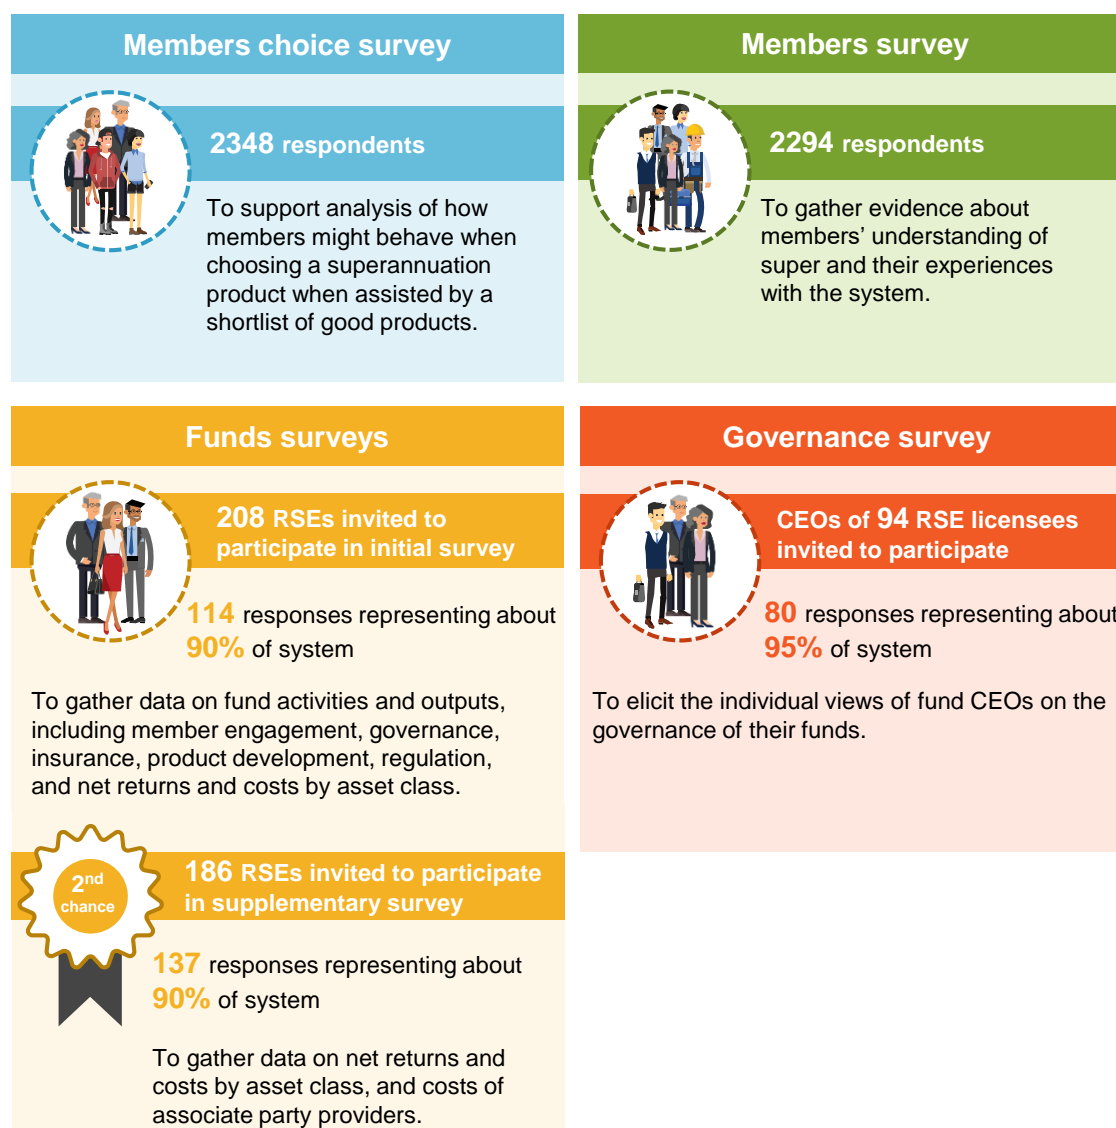 Members choice survey
2348 respondents
To support analysis of how
members might behave when
choosing a superannuation
product when assisted by a
shortlist of good products.
Members survey
2294 respondents
To gather evidence about
members’ understanding of
super and their experiences
with the system.
Funds surveys
208 RSEs invited to
participate in initial survey
114 responses representing about
90% of system
To gather data on fund activities and outputs,
including member engagement, governance,
insurance, product development, regulation,
and net returns and costs by asset class.
2nd
chance
186 RSEs invited to participate
in supplementary survey
137 responses representing about
90% of system
To gather data on net returns and
costs by asset class, and costs of
associate party providers.
Governance survey
CEOs of 94 RSE licensees
invited to participate
80 responses representing about
95% of system
To elicit the individual views of fund CEOs on the
governance of their funds.